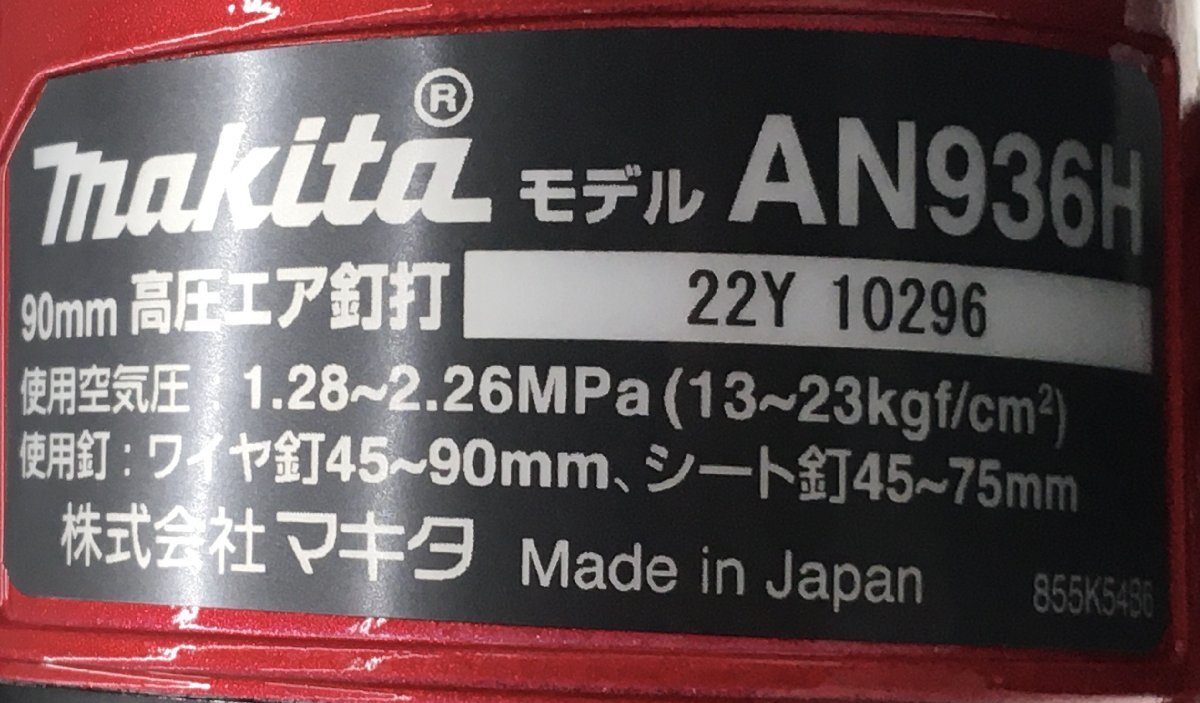 makita® モデル AN936H
90mm 高圧エア釘打 22Y 10296
使用空気圧 1.28~2.26MPa (13~23kgf/cm²)
使用釘:ワイヤ釘45~90mm、シート釘45~75mm
株式会社マキタ Made in Japan